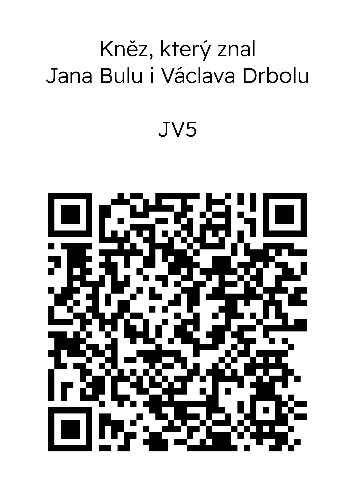 Kněz, který znal
Jana Bulu i Václava Drbolu
JV5